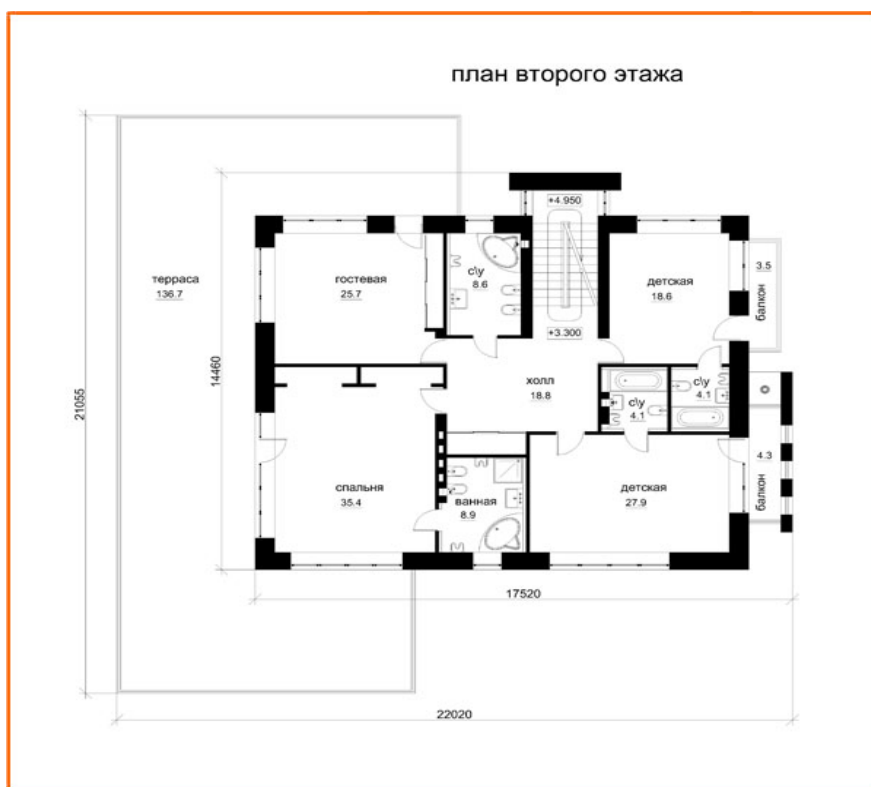 план второго этажа
+4.950
с\у
8.6
терраса
136.7
гостевая
25.7
детская
18.6
3.5
балкон
+3.300
14460
21055
холл
18.8
с\у
4.1
с\у
4.1
4.3
балкон
спальня
35.4
ванная
8.9
детская
27.9
17520
22020